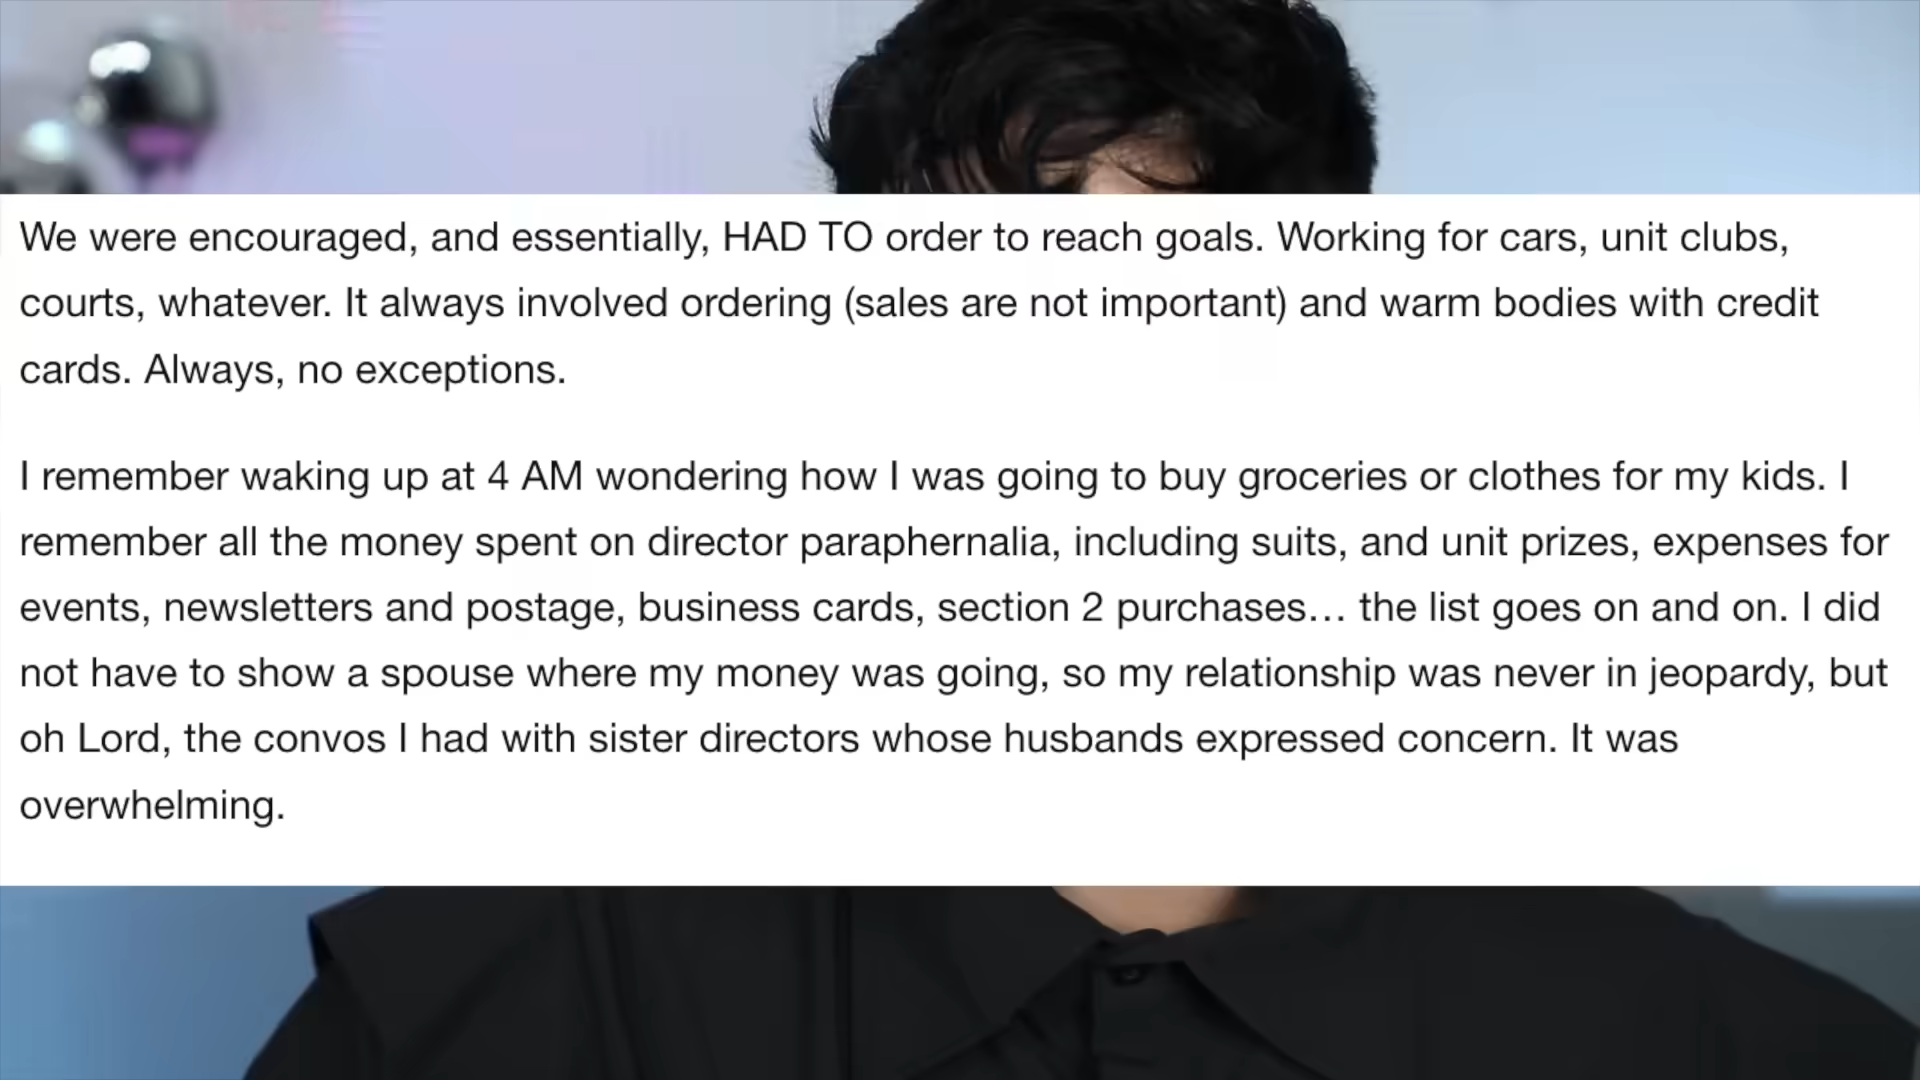 We were encouraged, and essentially, HAD TO order to reach goals. Working for cars, unit clubs,
courts, whatever. It always involved ordering (sales are not important) and warm bodies with credit
cards. Always, no exceptions.
I remember waking up at 4 AM wondering how I was going to buy groceries or clothes for my kids. I
remember all the money spent on director paraphernalia, including suits, and unit prizes, expenses for
events, newsletters and postage, business cards, section 2 purchases… the list goes on and on. I did
not have to show a spouse where my money was going, so my relationship was never in jeopardy, but
oh Lord, the convos I had with sister directors whose husbands expressed concern. It was
overwhelming.